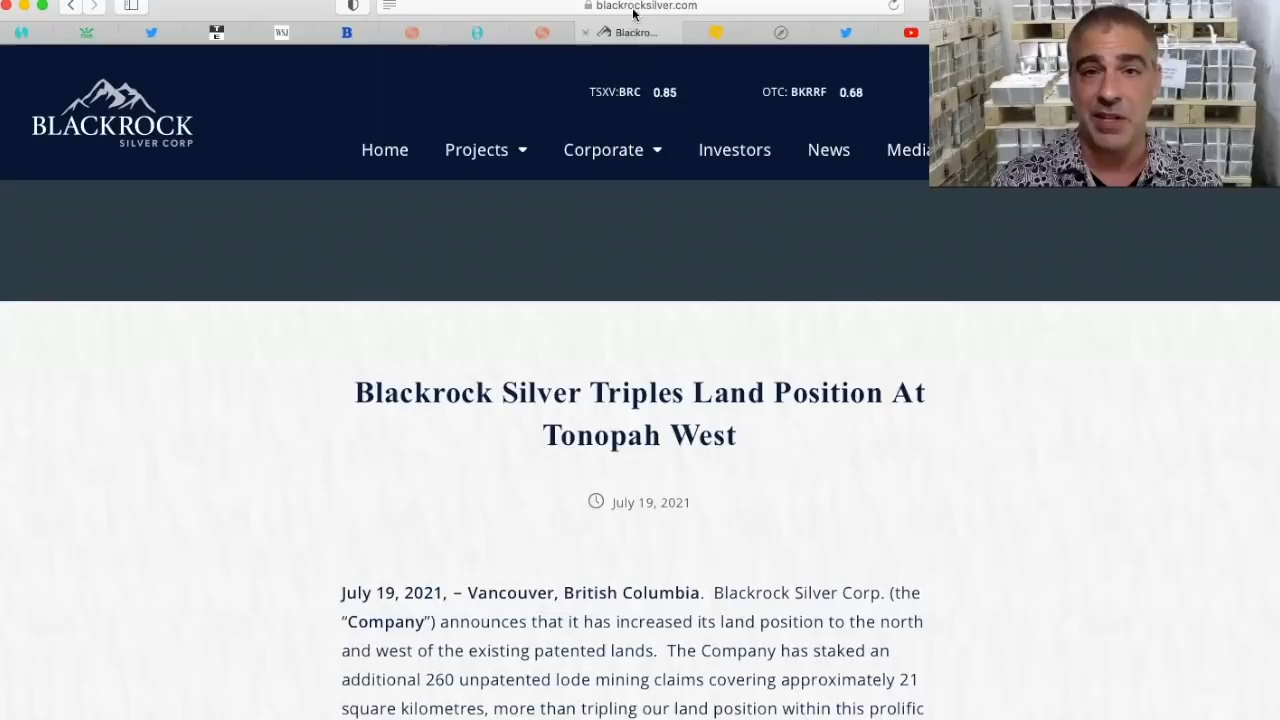 blackrocksilver.com
WSJ
B
Blackro...
BLACKROCK
SILVER CORP
TSXV:BRC 0.85 OTC: BKRRF 0.68
Home Projects Corporate Investors News Media
Blackrock Silver Triples Land Position At
Tonopah West
July 19, 2021
July 19, 2021, – Vancouver, British Columbia. Blackrock Silver Corp. (the
“Company”) announces that it has increased its land position to the north
and west of the existing patented lands. The Company has staked an
additional 260 unpatented lode mining claims covering approximately 21
square kilometres, more than tripling our land position within this prolific